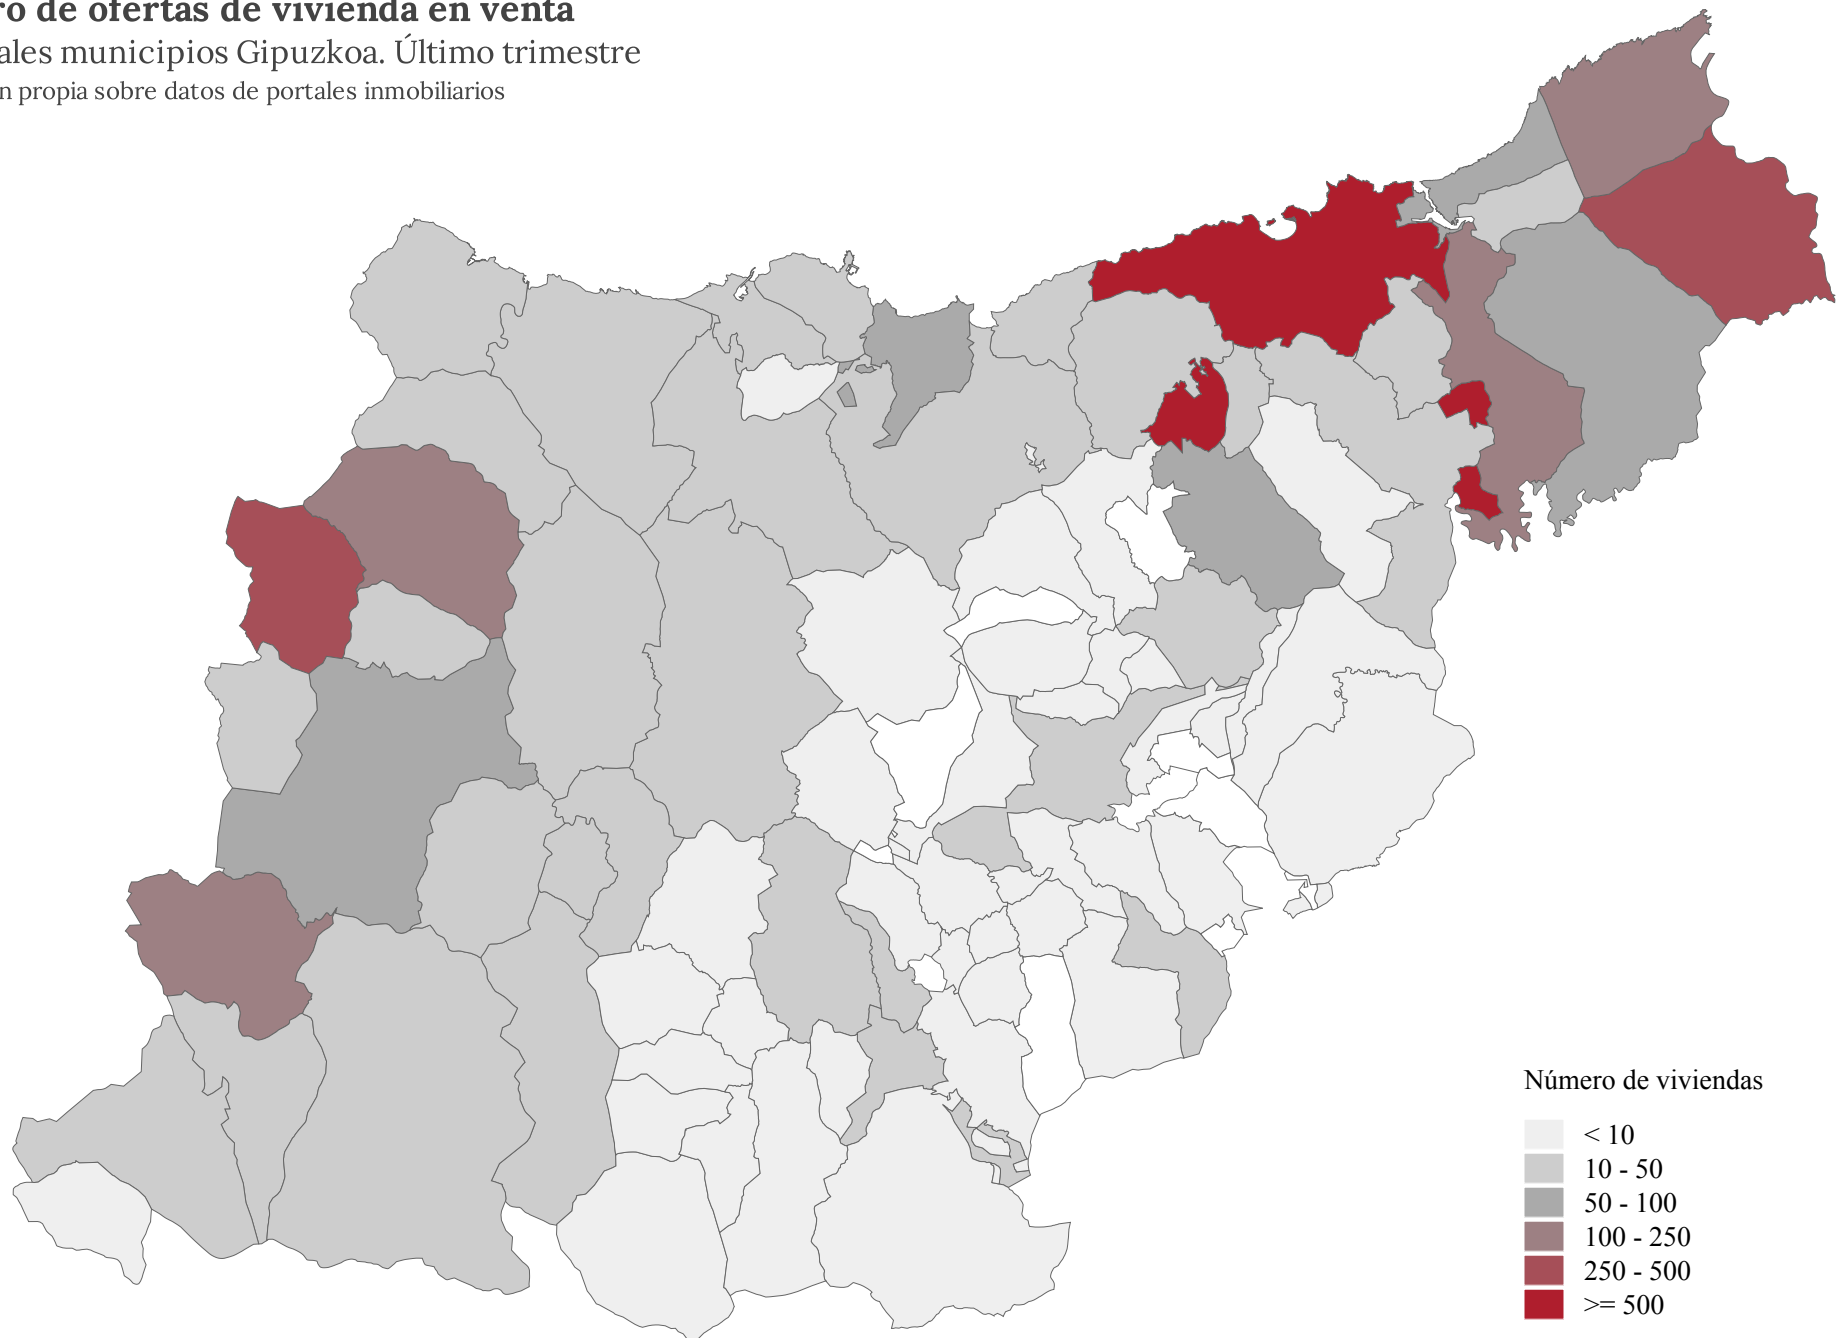 ro de ofertas de vivienda en venta
ales municipios Gipuzkoa. Último trimestre
n propia sobre datos de portales inmobiliarios
Número de viviendas
< 10
10 - 50
50 - 100
100 - 250
250 - 500
>= 500